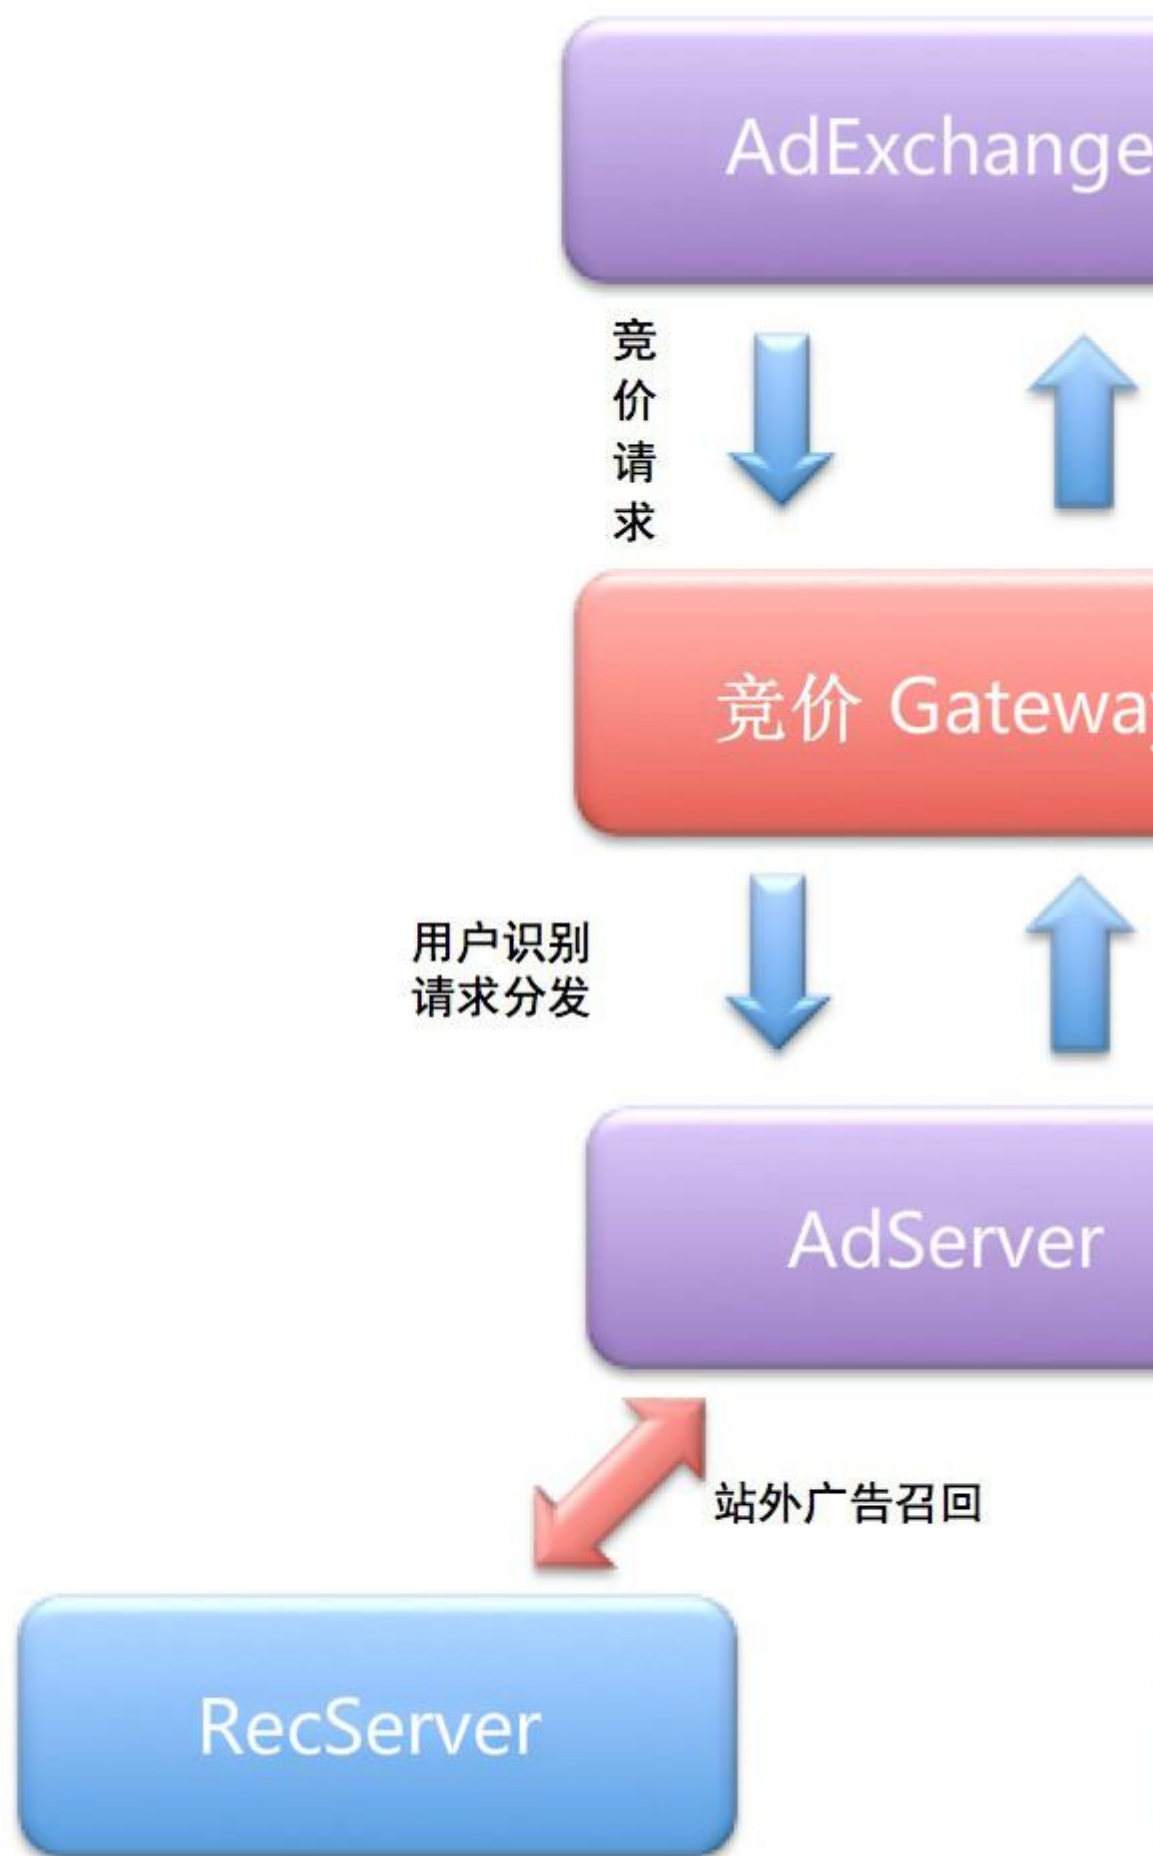 AdExchange
竞价请求
竞价 Gateway
用户识别
请求分发
AdServer
站外广告召回
RecServer